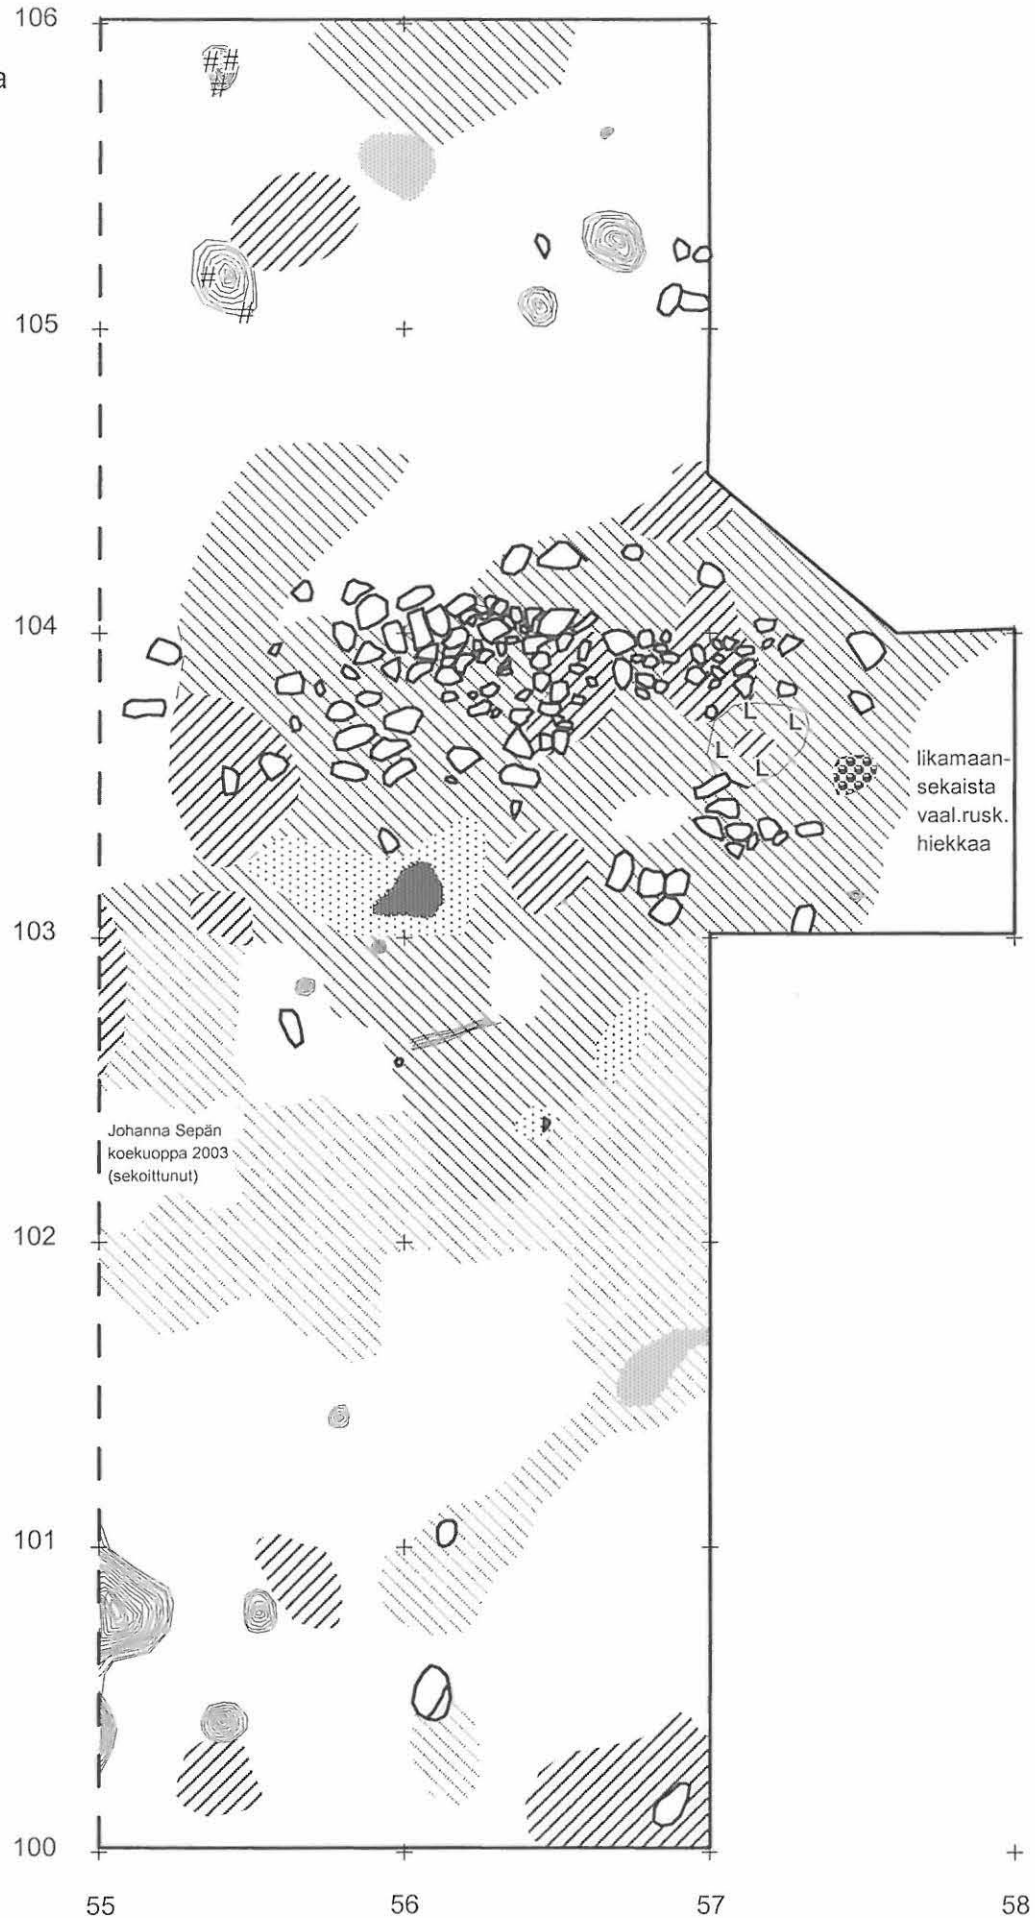 106
a
# #
#
#
#
105
104
L
L
L
L
likamaan-
sekaista
vaal.rusk.
hiekkaa
103
Johanna Sepän
koekuoppa 2003
(sekoittunut)
102
101
100
55 56 57 58